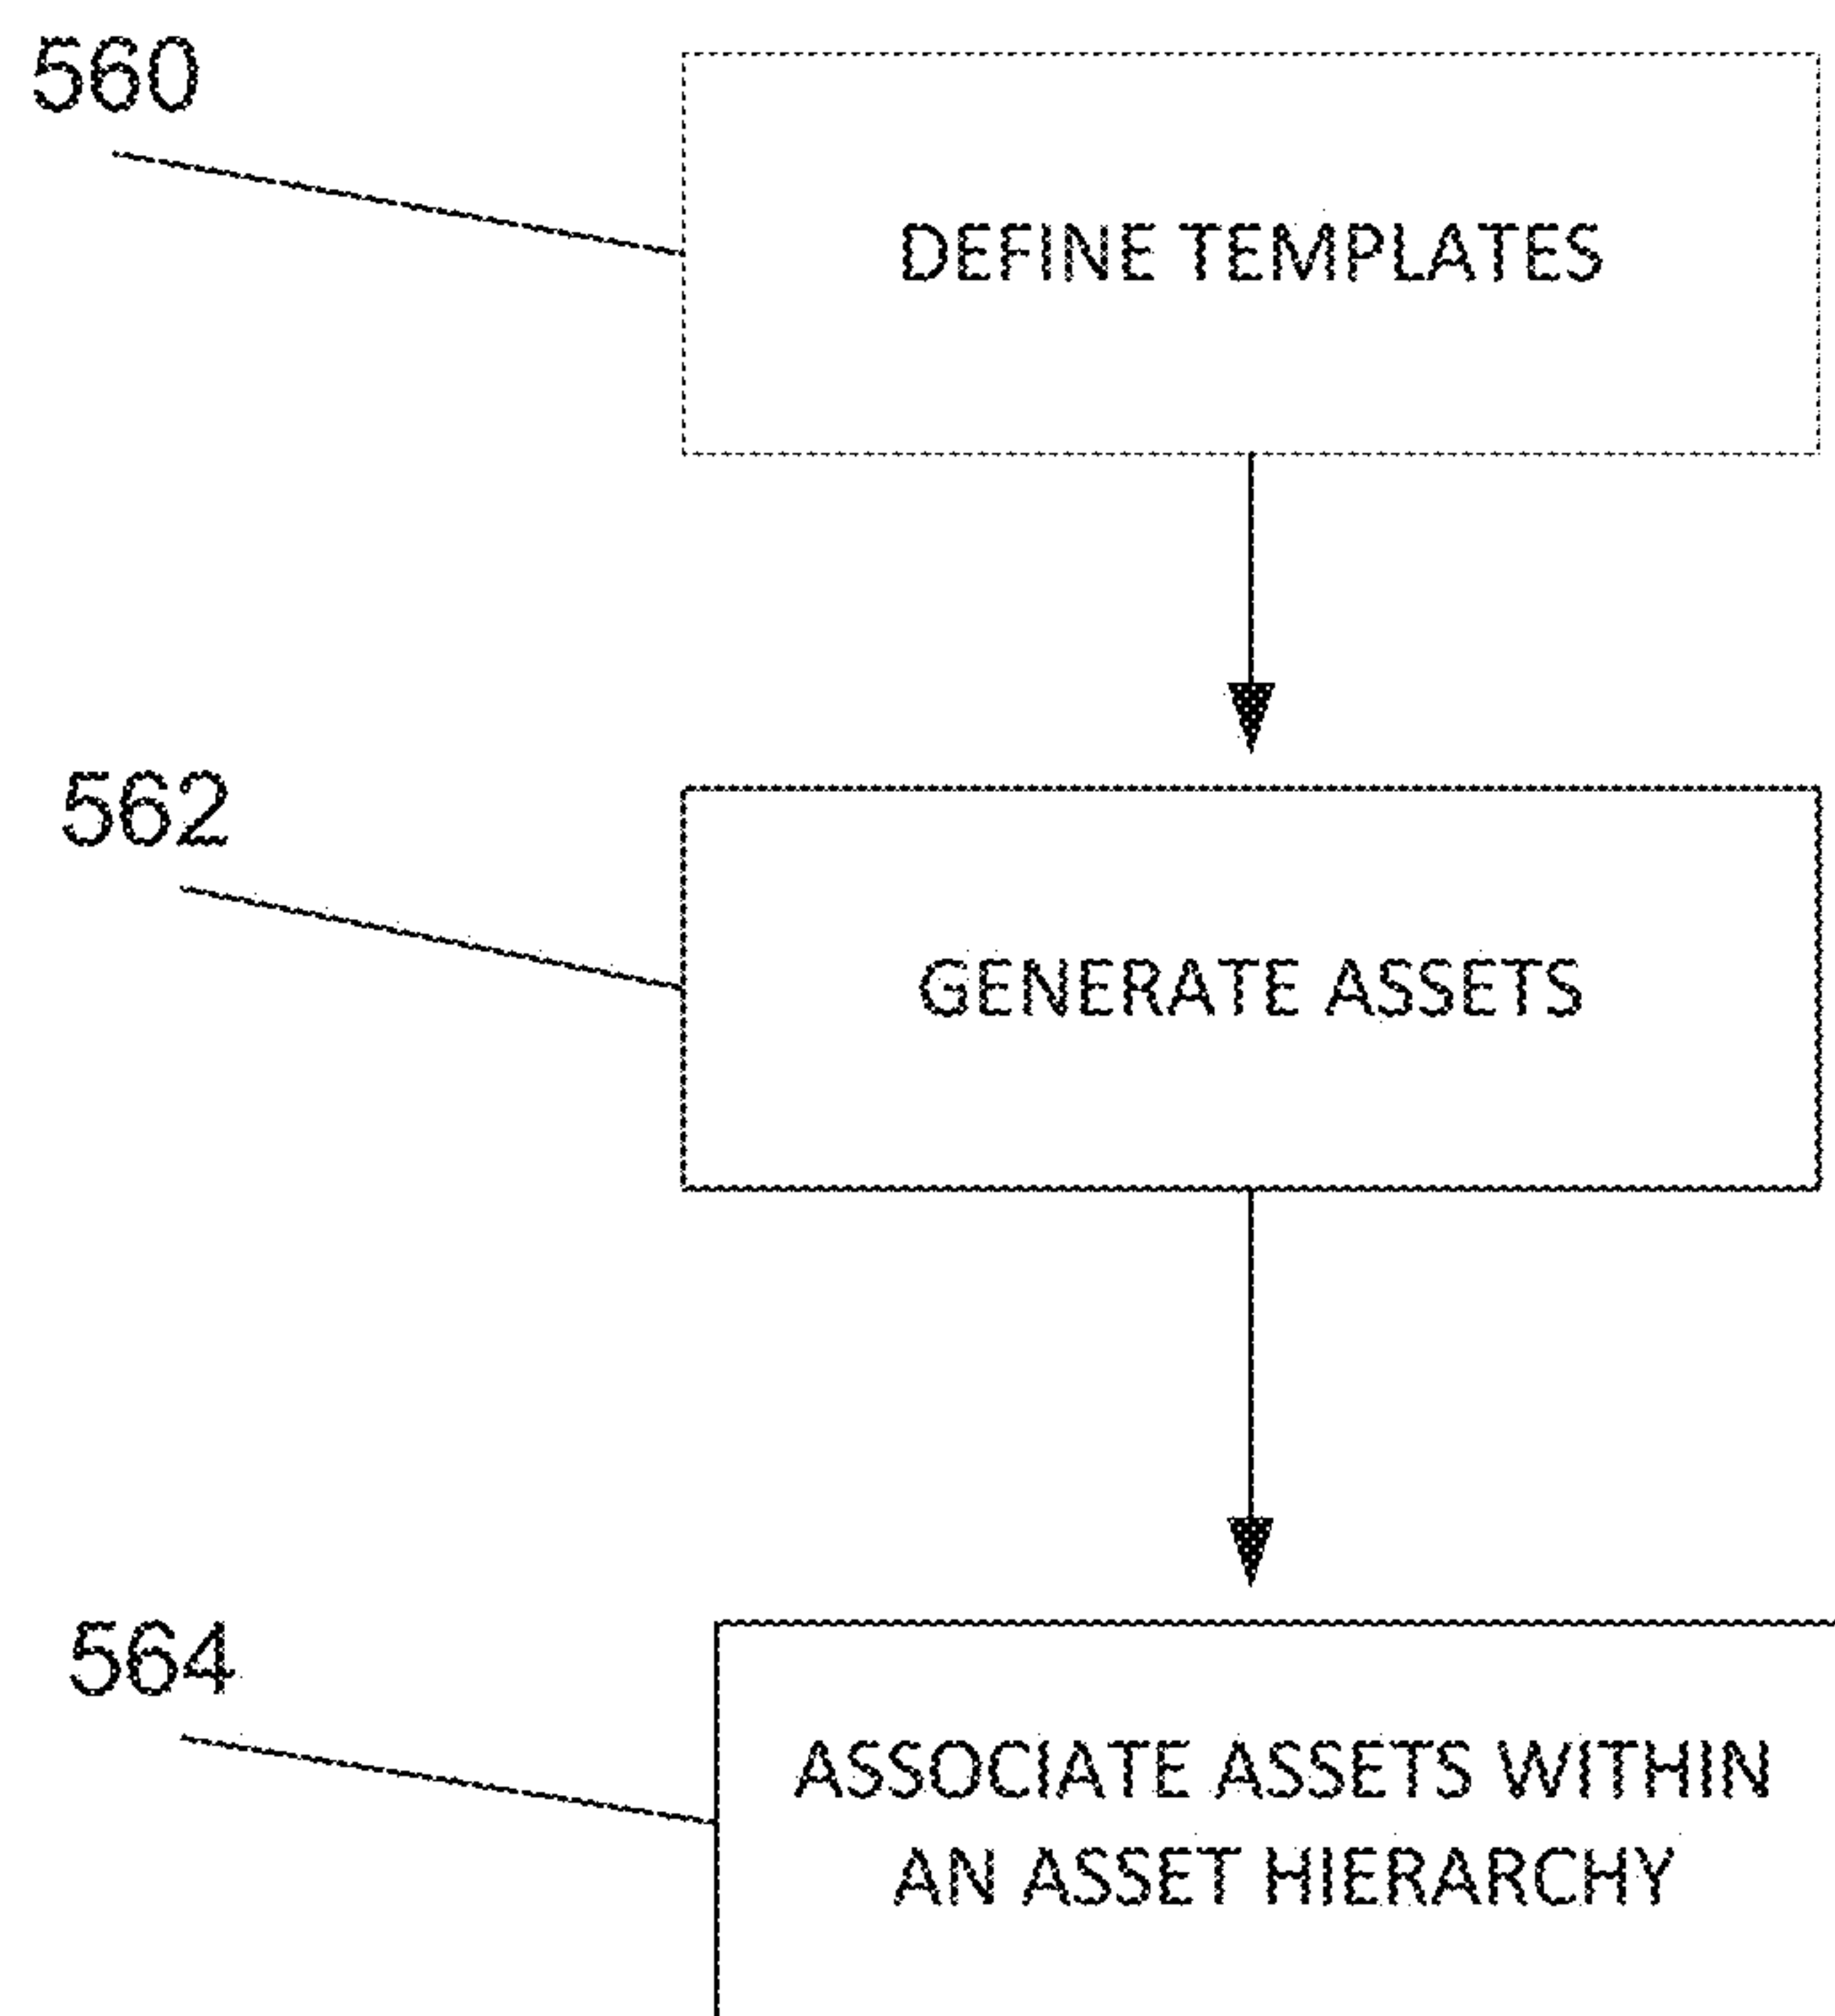 560
DEFINE TEMPLATES
562
GENERATE ASSETS
564
ASSOCIATE ASSETS WITHIN
AN ASSET HIERARCHY